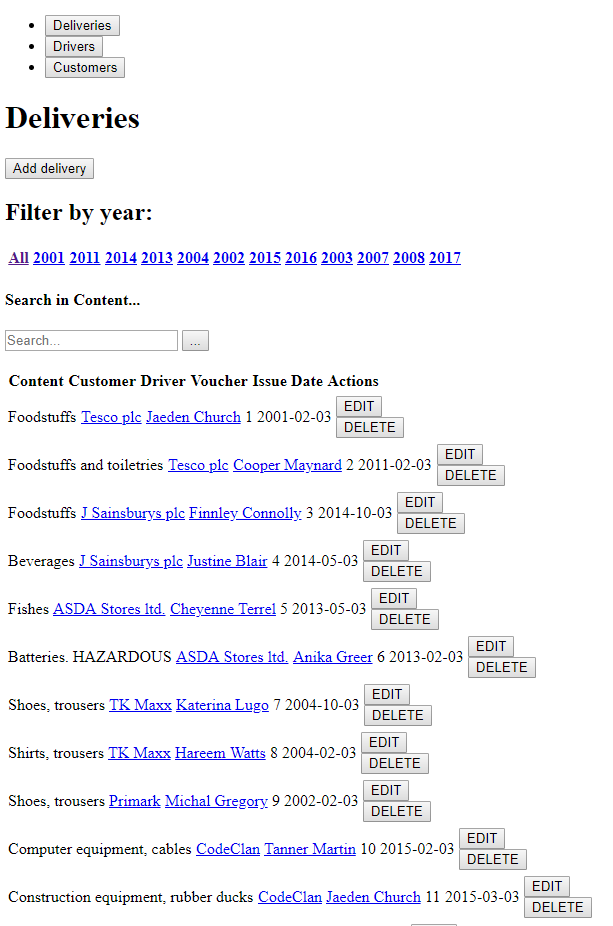 Deliveries
Drivers
Customers
Deliveries
Add delivery
Filter by year:
All 2001 2011 2014 2013 2004 2002 2015 2016 2003 2007 2008 2017
Search in Content...
Search... ...
Content Customer Driver Voucher Issue Date Actions
Foodstuffs Tesco plc Jaeden Church 1 2001-02-03 EDIT
DELETE
Foodstuffs and toiletries Tesco plc Cooper Maynard 2 2011-02-03 EDIT
DELETE
Foodstuffs J Sainsburys plc Finnley Connolly 3 2014-10-03 EDIT
DELETE
Beverages J Sainsburys plc Justine Blair 4 2014-05-03 EDIT
DELETE
Fishes ASDA Stores ltd. Cheyenne Terrel 5 2013-05-03 EDIT
DELETE
Batteries. HAZARDOUS ASDA Stores ltd. Anika Greer 6 2013-02-03 EDIT
DELETE
Shoes, trousers TK Maxx Katerina Lugo 7 2004-10-03 EDIT
DELETE
Shirts, trousers TK Maxx Hareem Watts 8 2004-02-03 EDIT
DELETE
Shoes, trousers Primark Michal Gregory 9 2002-02-03 EDIT
DELETE
Computer equipment, cables CodeClan Tanner Martin 10 2015-02-03 EDIT
DELETE
Construction equipment, rubber ducks CodeClan Jaeden Church 11 2015-03-03 EDIT
DELETE